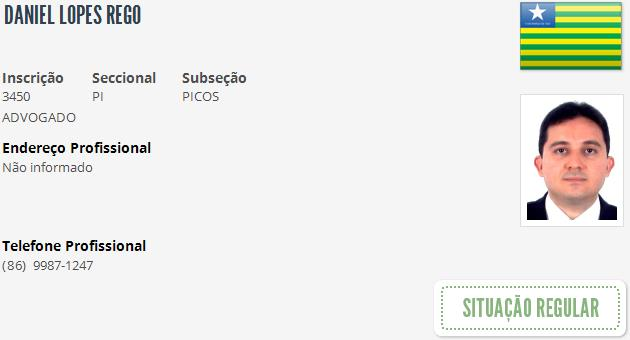 DANIEL LOPES REGO
Inscrição Seccional Subseção
3450 PI PICOS
ADVOGADO
Endereço Profissional
Não informado
Telefone Profissional
(86) 9987-1247
SITUAÇÃO REGULAR